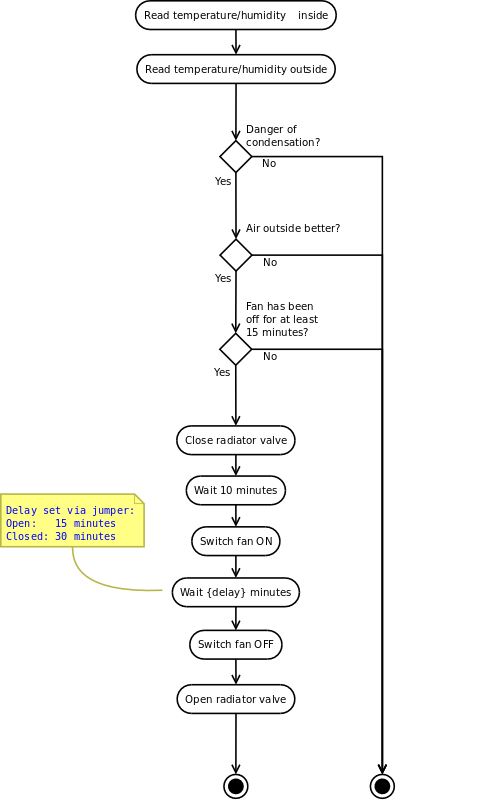 Read temperature/humidity    inside
Read temperature/humidity outside
Danger of
condensation?
No
Yes
Air outside better?
No
Yes
Fan has been
off for at least
15 minutes?
No
Yes
Close radiator valve
Wait 10 minutes
Delay set via jumper:
Open:   15 minutes
Closed: 30 minutes
Switch fan ON
Wait {delay} minutes
Switch fan OFF
Open radiator valve